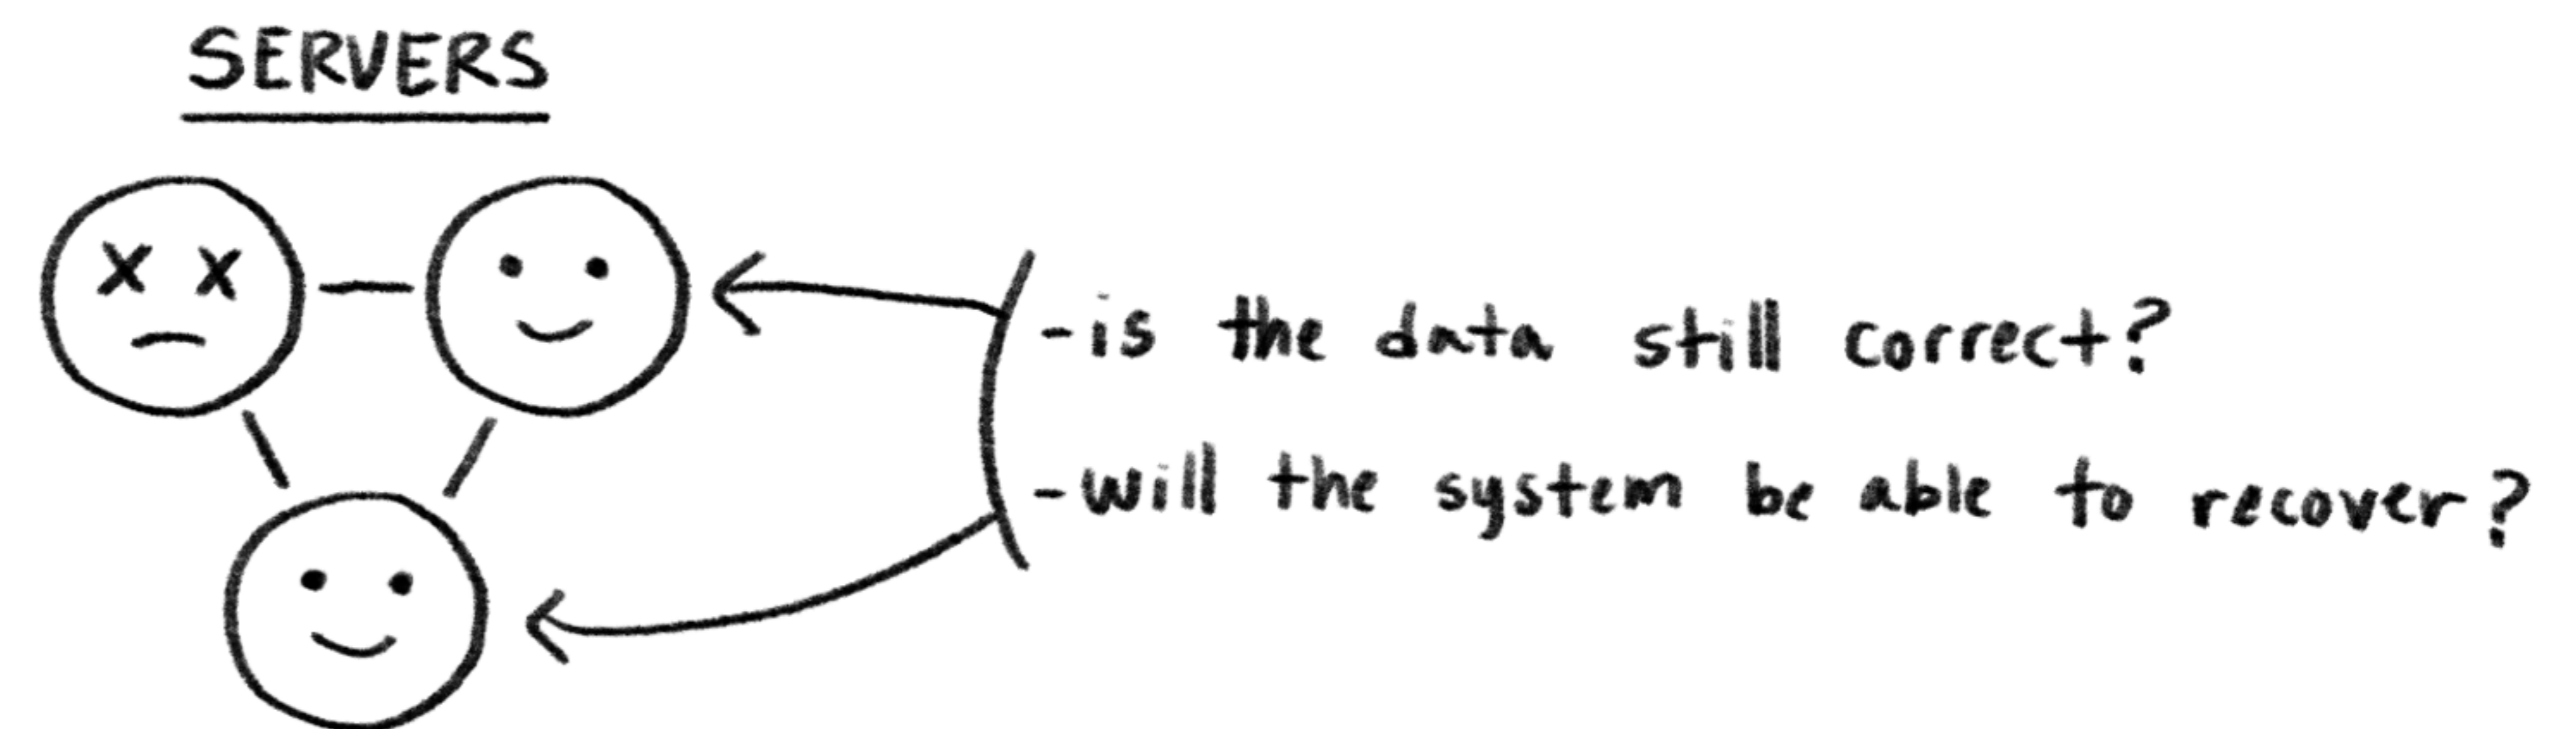 SERVERS
x x
-is the data still correct?
-will the system be able to recover?